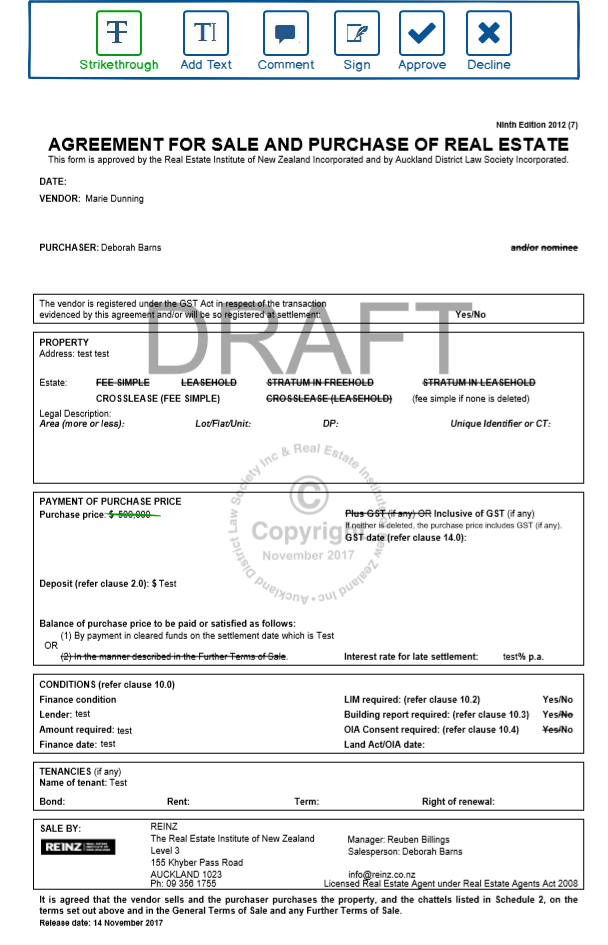 Strikethrough Add Text Comment Sign Approve Decline
Ninth Edition 2012 (7)
AGREEMENT FOR SALE AND PURCHASE OF REAL ESTATE
This form is approved by the Real Estate Institute of New Zealand Incorporated and by Auckland District Law Society Incorporated.
DATE:
VENDOR: Marie Dunning
PURCHASER: Deborah Barns and/or nominee
The vendor is registered under the GST Act in respect of the transaction
evidenced by this agreement and/or will be so registered at settlement: Yes/No
DRAFT
PROPERTY
Address: test test
Estate: FEE SIMPLE LEASEHOLD STRATUM IN FREEHOLD STRATUM IN LEASEHOLD
CROSSLEASE (FEE SIMPLE) CROSSLEASE (LEASEHOLD) (fee simple if none is deleted)
Legal Description:
Area (more or less): Lot/Flat/Unit: DP: Unique Identifier or CT:
Auckland District Law Society Inc & Real Estate Institute of New Zealand Inc
© Copyright
November 2017
PAYMENT OF PURCHASE PRICE
Purchase price: $ 500,000 Plus GST (if any) OR Inclusive of GST (if any)
If neither is deleted, the purchase price includes GST (if any).
GST date (refer clause 14.0):
Deposit (refer clause 2.0): $ Test
Balance of purchase price to be paid or satisfied as follows:
(1) By payment in cleared funds on the settlement date which is Test
OR
(2) In the manner described in the Further Terms of Sale. Interest rate for late settlement: test% p.a.
CONDITIONS (refer clause 10.0)
Finance condition LIM required: (refer clause 10.2) Yes/No
Lender: test Building report required: (refer clause 10.3) Yes/No
Amount required: test OIA Consent required: (refer clause 10.4) Yes/No
Finance date: test Land Act/OIA date:
TENANCIES (if any)
Name of tenant: Test
Bond: Rent: Term: Right of renewal:
SALE BY: REINZ
REINZ
The Real Estate Institute of New Zealand Manager: Reuben Billings
Level 3 Salesperson: Deborah Barns
155 Khyber Pass Road
AUCKLAND 1023 info@reinz.co.nz
Ph: 09 356 1755 Licensed Real Estate Agent under Real Estate Agents Act 2008
It is agreed that the vendor sells and the purchaser purchases the property, and the chattels listed in Schedule 2, on the
terms set out above and in the General Terms of Sale and any Further Terms of Sale.
Release date: 14 November 2017